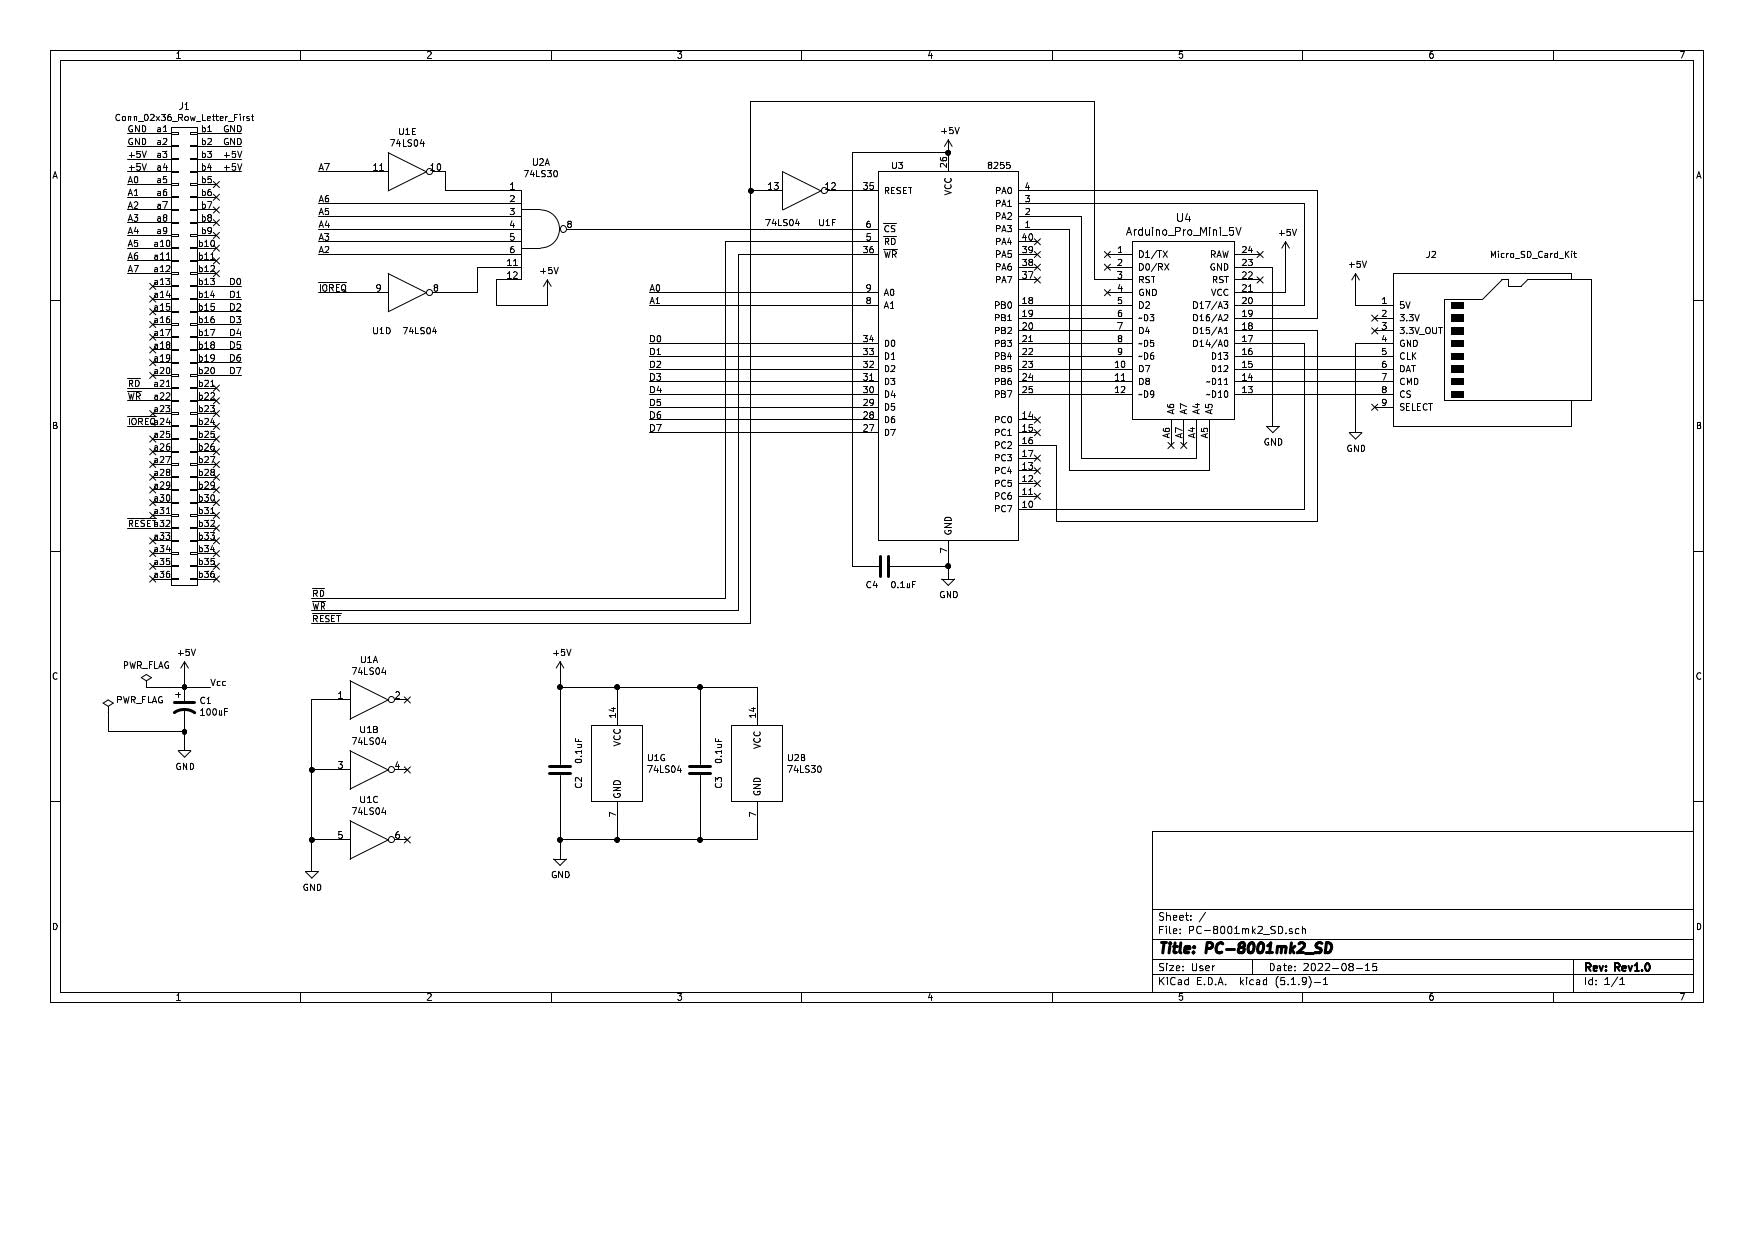 1 2 3 4 5 6 7
A
B
C
D
J1
Conn_02x36_Row_Letter_First
GND a1 b1 GND
GND a2 b2 GND
+5V a3 b3 +5V
+5V a4 b4 +5V
A0 a5 b5
A1 a6 b6
A2 a7 b7
A3 a8 b8
A4 a9 b9
A5 a10 b10
A6 a11 b11
A7 a12 b12
a13 b13 D0
a14 b14 D1
a15 b15 D2
a16 b16 D3
a17 b17 D4
a18 b18 D5
a19 b19 D6
a20 b20 D7
RD a21 b21
WR a22 b22
a23 b23
IOREQ a24 b24
a25 b25
a26 b26
a27 b27
a28 b28
a29 b29
a30 b30
a31 b31
RESET a32 b32
a33 b33
a34 b34
a35 b35
a36 b36
U1E
74LS04
A7 11 10
U2A
74LS30
1
A6 2
A5 3
A4 4 8
A3 5
A2 6
11
12
+5V
IOREQ 9 8
U1D 74LS04
13 12
74LS04 U1F
+5V
26
VCC
U3 8255
35 RESET
6 CS
5 RD
36 WR
A0 9 A0
A1 8 A1
D0 34 D0
D1 33 D1
D2 32 D2
D3 31 D3
D4 30 D4
D5 29 D5
D6 28 D6
D7 27 D7
PA0 4
PA1 3
PA2 2
PA3 1
PA4 40
PA5 39
PA6 38
PA7 37
PB0 18
PB1 19
PB2 20
PB3 21
PB4 22
PB5 23
PB6 24
PB7 25
PC0 14
PC1 15
PC2 16
PC3 17
PC4 13
PC5 12
PC6 11
PC7 10
GND
7
C4 0.1uF
GND
U4
Arduino_Pro_Mini_5V
1 D1/TX RAW 24
2 D0/RX GND 23
3 RST RST 22
4 GND VCC 21
5 D2 D17/A3 20
6 ~D3 D16/A2 19
7 D4 D15/A1 18
8 ~D5 D14/A0 17
9 ~D6 D13 16
10 D7 D12 15
11 D8 ~D11 14
12 ~D9 ~D10 13
A6 A7 A4 A5
A6 A7 A4 A5
+5V
GND
J2 Micro_SD_Card_Kit
+5V
1 5V
2 3.3V
3 3.3V_OUT
4 GND
5 CLK
6 DAT
7 CMD
8 CS
9 SELECT
GND
RD
WR
RESET
+5V
PWR_FLAG
Vcc
PWR_FLAG
+
C1
100uF
GND
U1A
74LS04
1 2
U1B
74LS04
3 4
U1C
74LS04
5 6
GND
+5V
C2 0.1uF
14
VCC
GND
7
U1G
74LS04
C3 0.1uF
14
VCC
GND
7
U2B
74LS30
GND
Sheet: /
File: PC-8001mk2_SD.sch
Title: PC-8001mk2_SD
Size: User Date: 2022-08-15 Rev: Rev1.0
KiCad E.D.A. kicad (5.1.9)-1 Id: 1/1
A
B
C
D
1 2 3 4 5 6 7